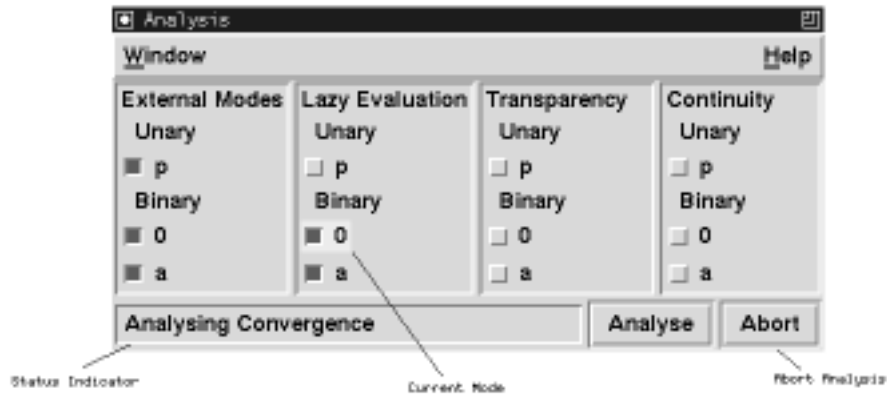 Analysis
Window Help
External Modes Lazy Evaluation Transparency Continuity
Unary Unary Unary Unary
p p p p
Binary Binary Binary Binary
0 0 0 0
a a a a
Analysing Convergence Analyse Abort
Status Indicator
Current Mode
Abort Analysis